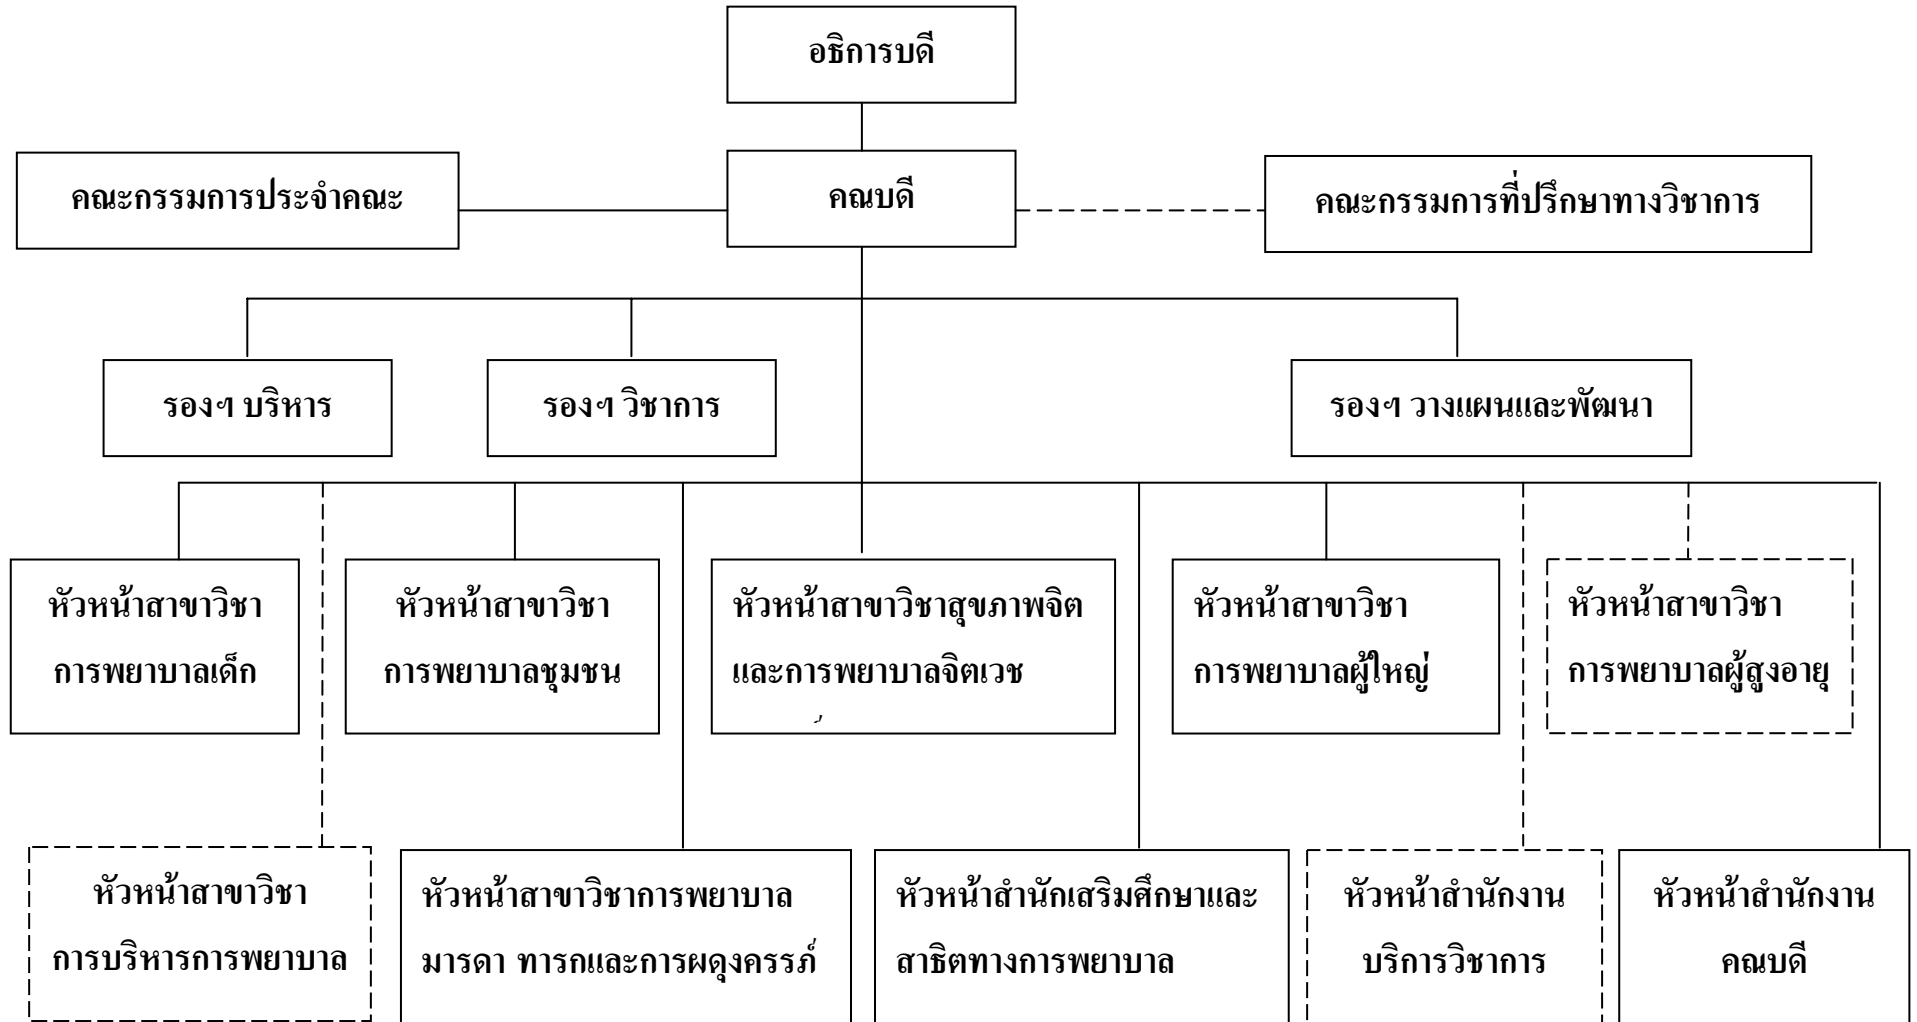 อธิการบดี
คณะกรรมการประจำคณะ
คณบดี
คณะกรรมการที่ปรึกษาทางวิชาการ
รองฯ บริหาร
รองฯ วิชาการ
รองฯ วางแผนและพัฒนา
หัวหน้าสาขาวิชา
การพยาบาลเด็ก
หัวหน้าสาขาวิชา
การพยาบาลชุมชน
หัวหน้าสาขาวิชาสุขภาพจิต
และการพยาบาลจิตเวช
หัวหน้าสาขาวิชา
การพยาบาลผู้ใหญ่
หัวหน้าสาขาวิชา
การพยาบาลผู้สูงอายุ
หัวหน้าสาขาวิชา
การบริหารการพยาบาล
หัวหน้าสาขาวิชาการพยาบาล
มารดา ทารกและการผดุงครรภ์
หัวหน้าสำนักเสริมศึกษาและ
สาธิตทางการพยาบาล
หัวหน้าสำนักงาน
บริการวิชาการ
หัวหน้าสำนักงาน
คณบดี